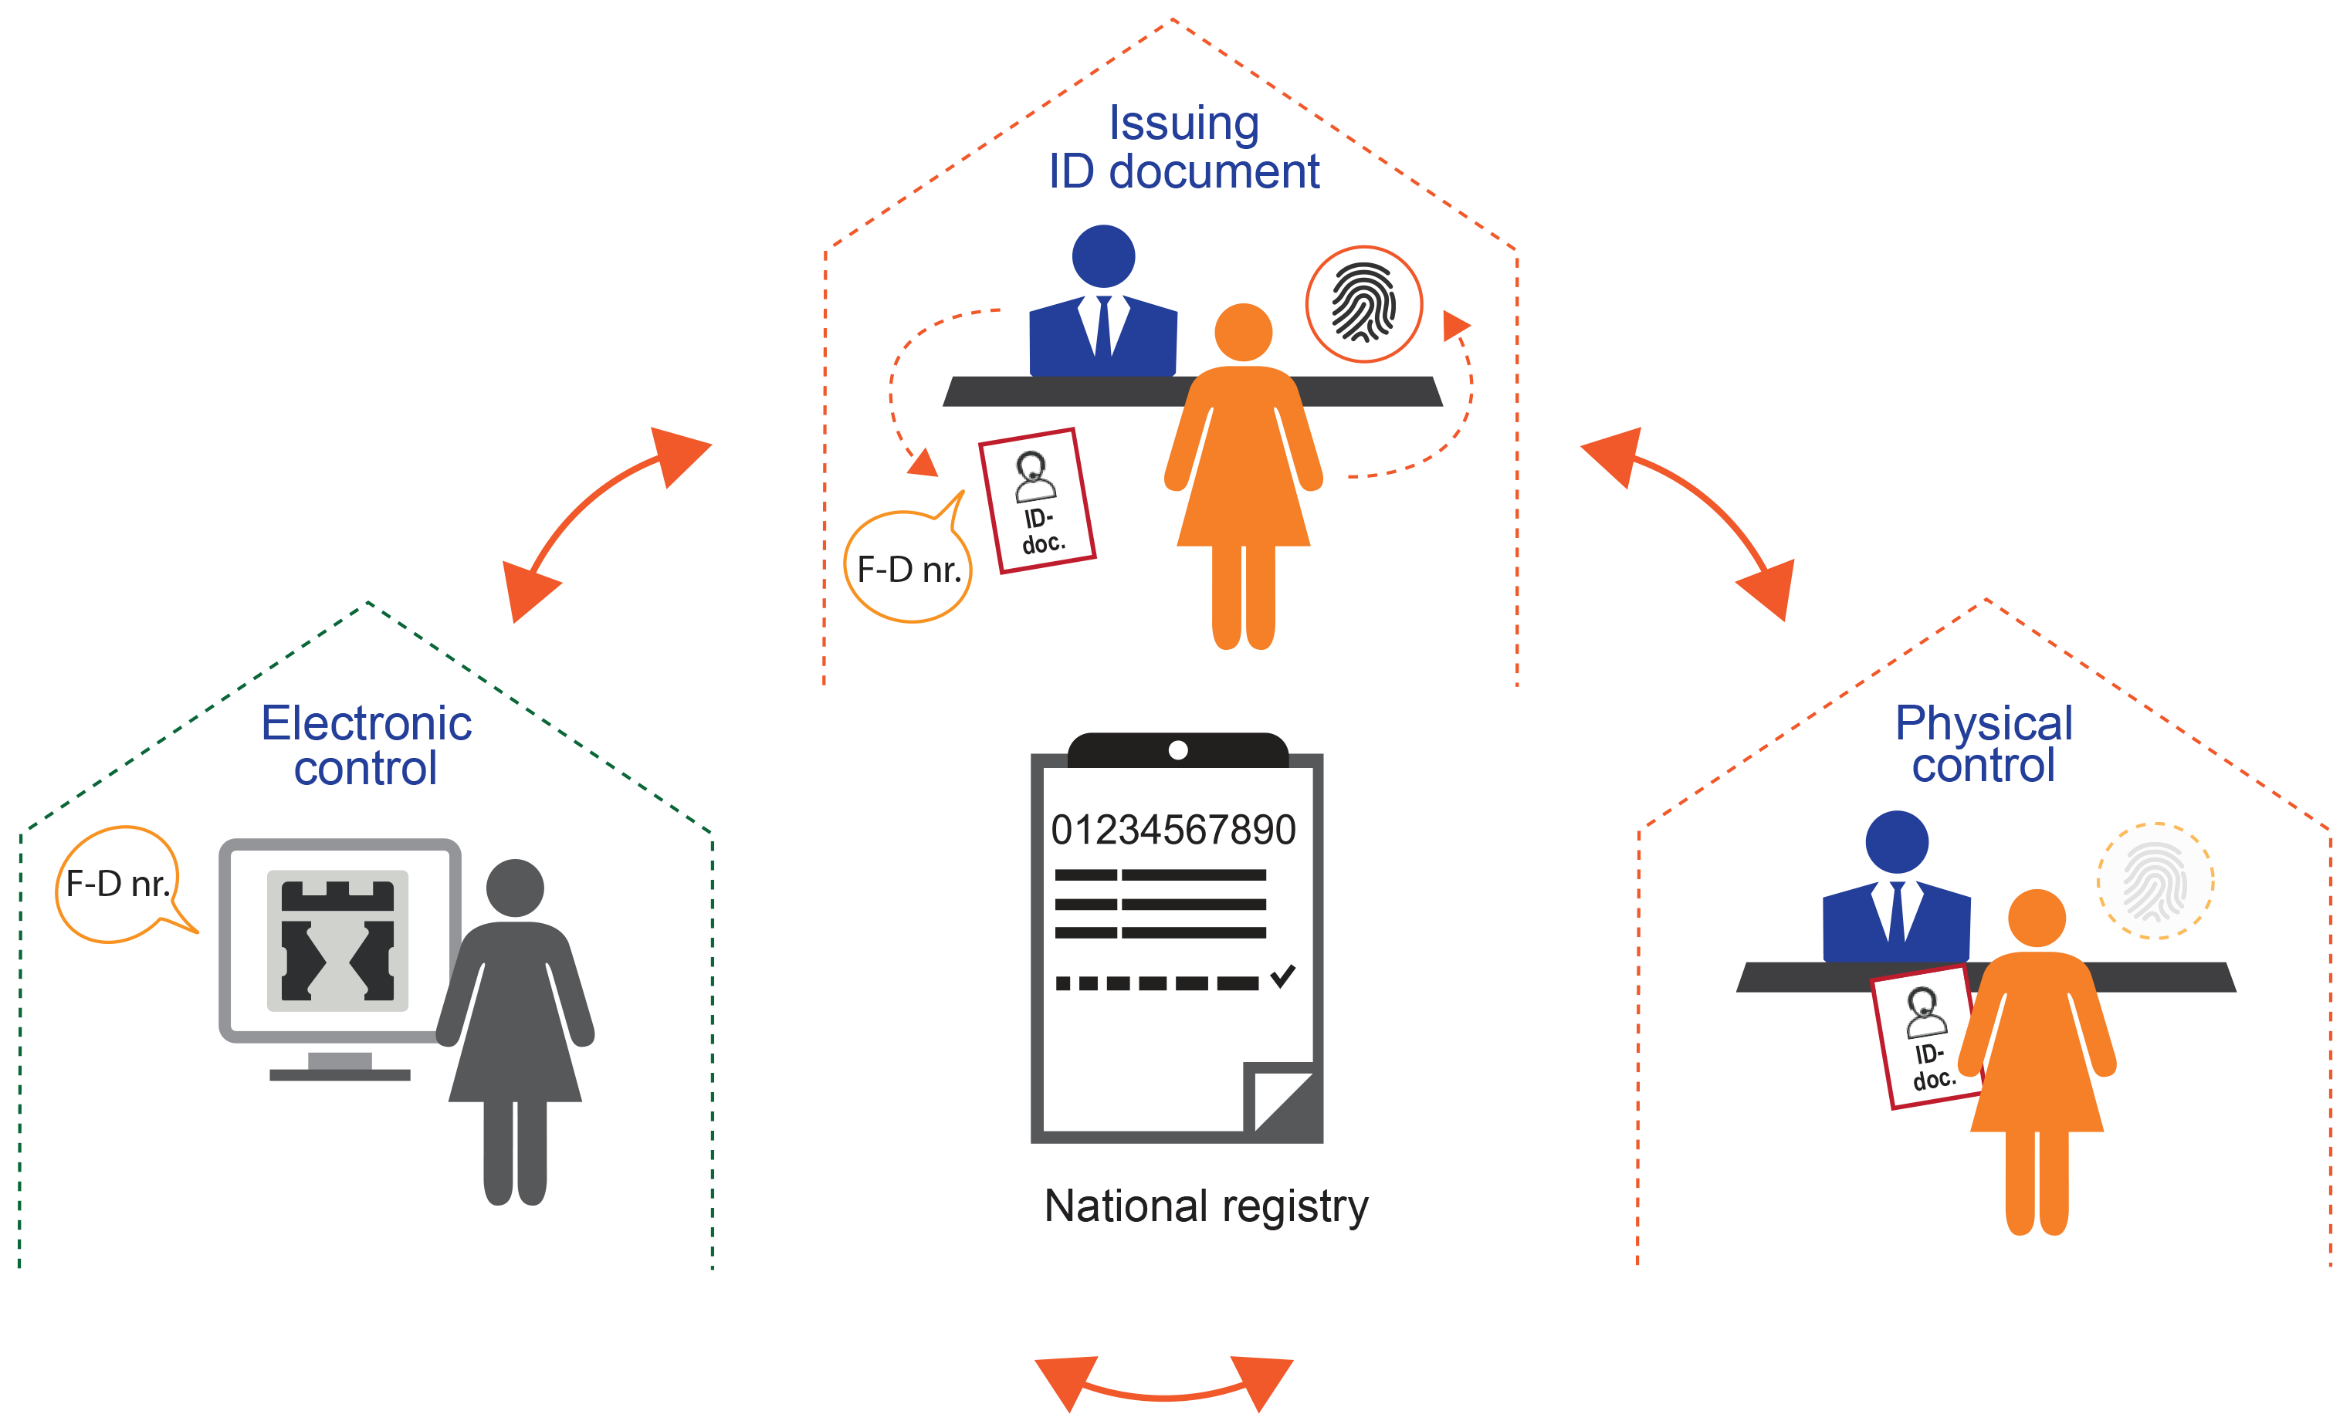 Issuing
ID document
ID-
doc.
F-D nr.
Electronic
control
F-D nr.
01234567890
National registry
Physical
control
ID-
doc.